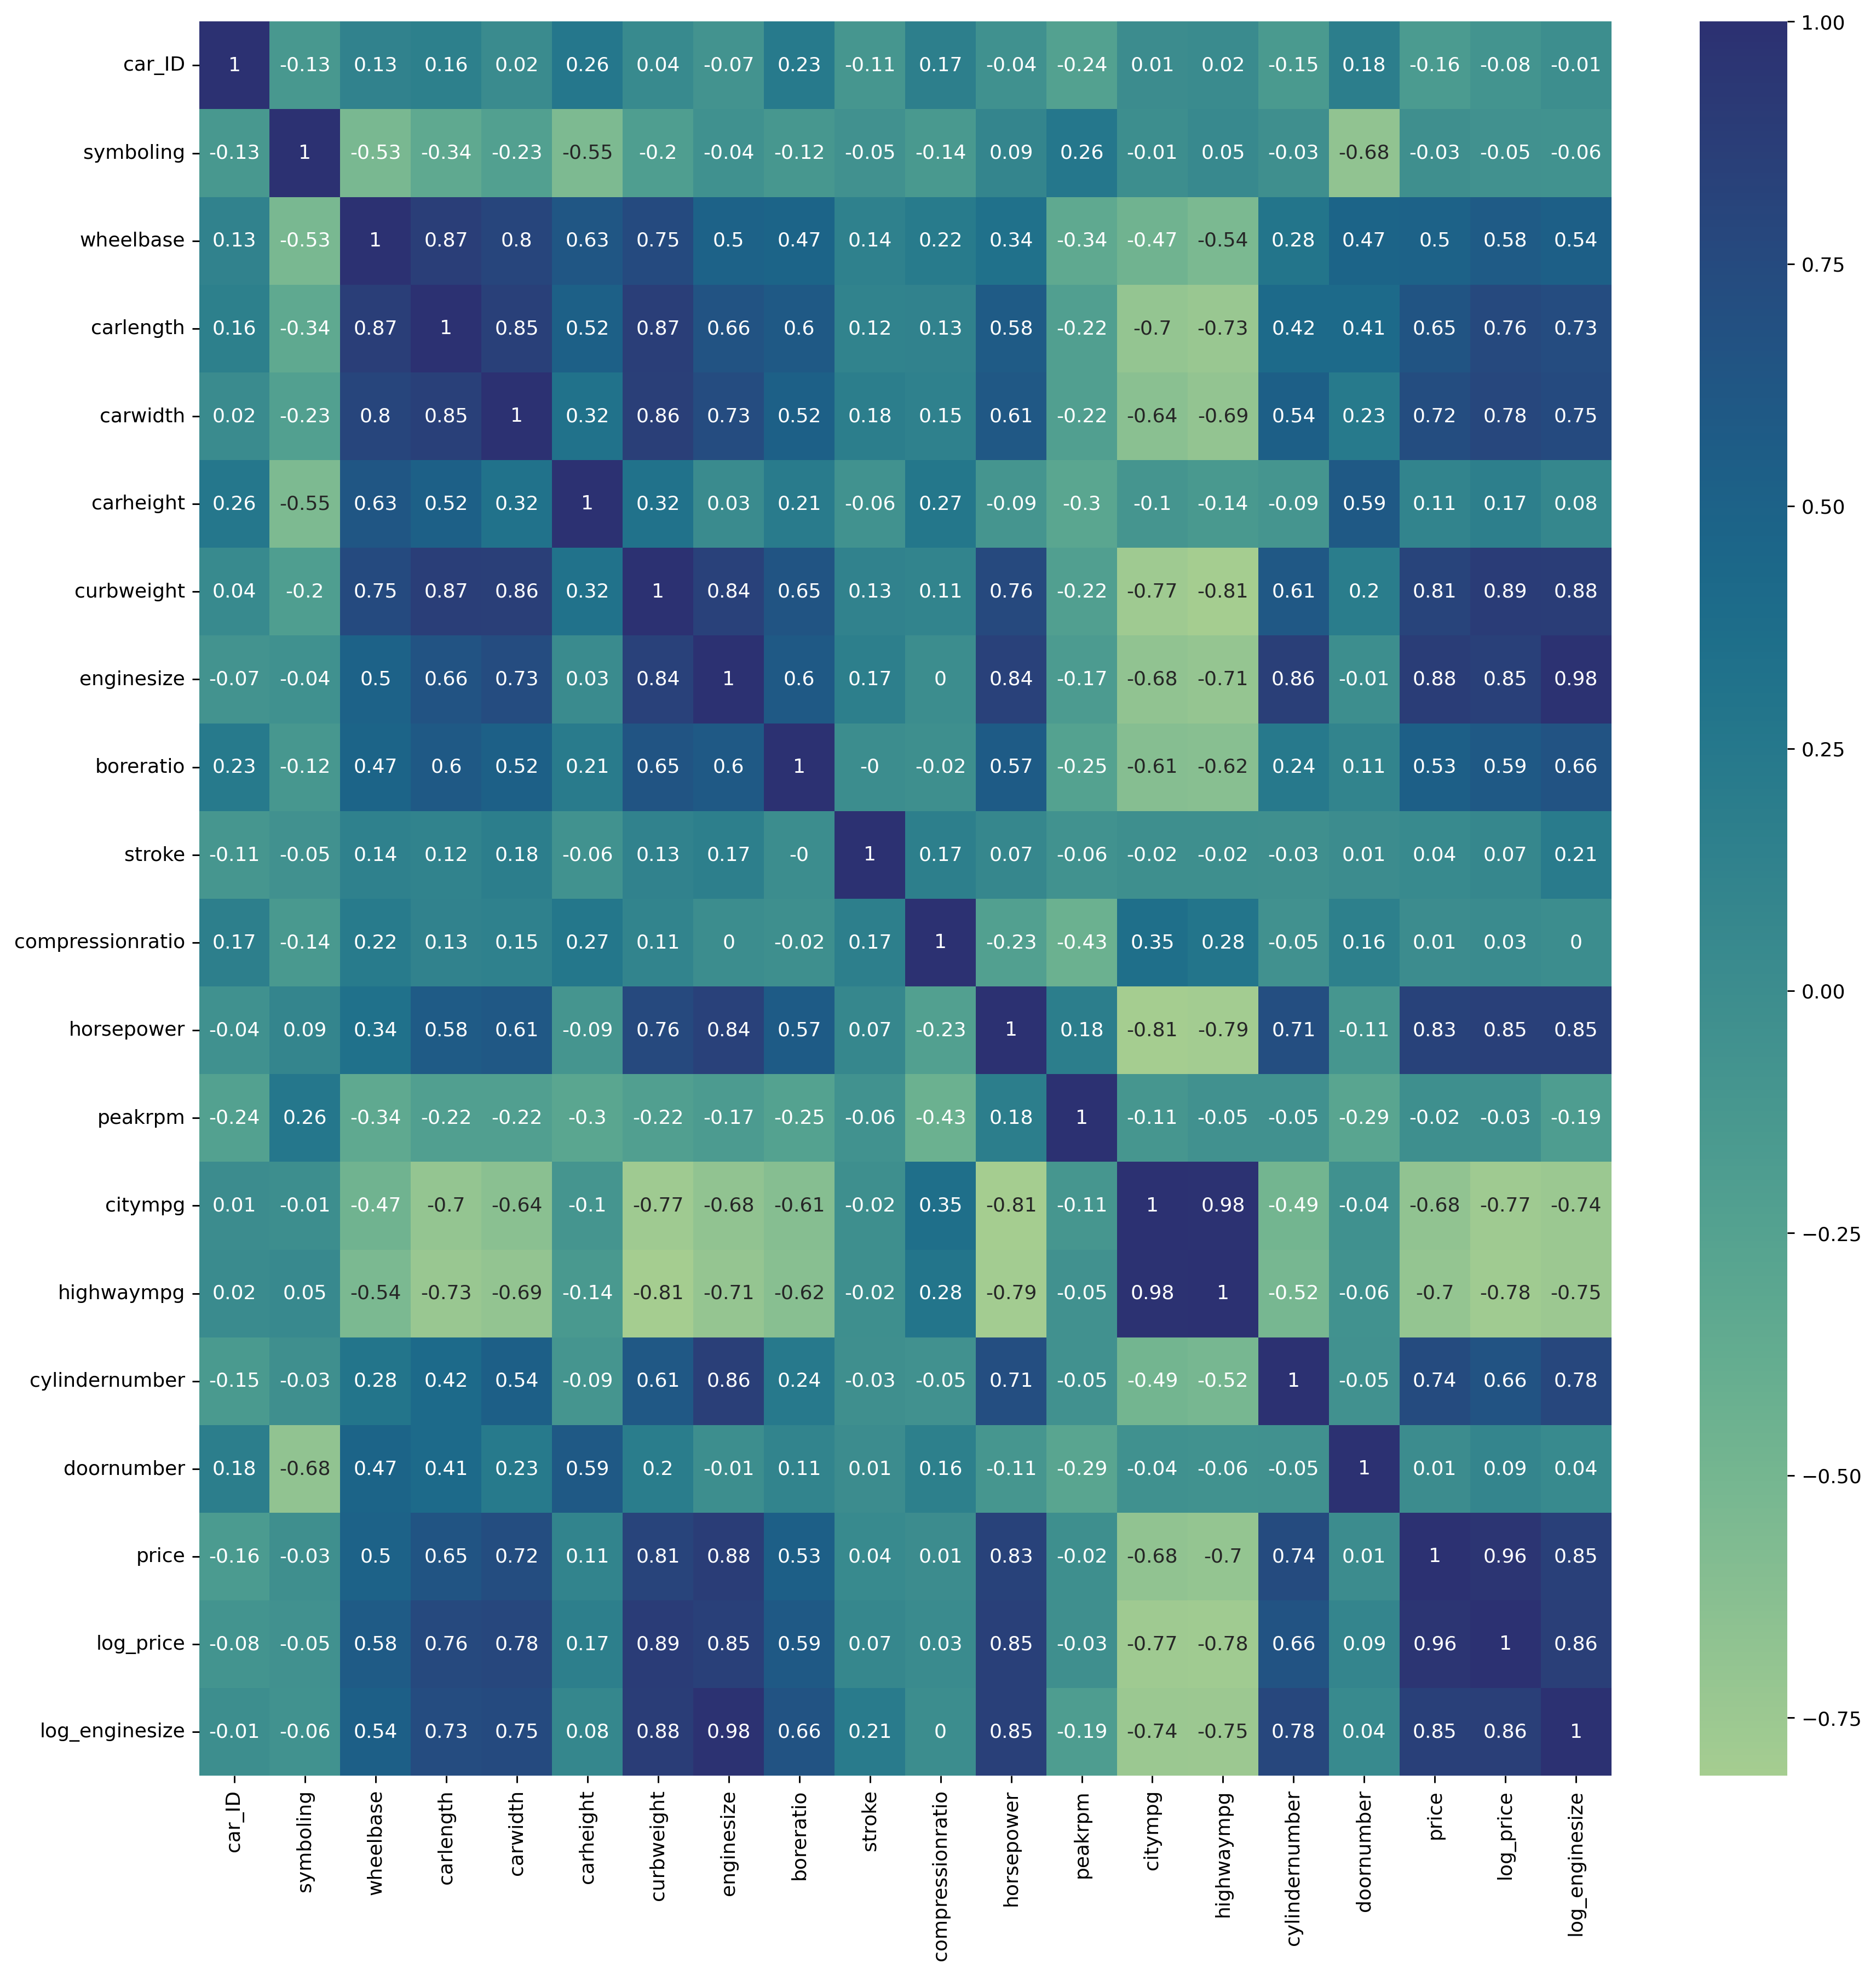 car_ID 1 -0.13 0.13 0.16 0.02 0.26 0.04 -0.07 0.23 -0.11 0.17 -0.04 -0.24 0.01 0.02 -0.15 0.18 -0.16 -0.08 -0.01
symboling -0.13 1 -0.53 -0.34 -0.23 -0.55 -0.2 -0.04 -0.12 -0.05 -0.14 0.09 0.26 -0.01 0.05 -0.03 -0.68 -0.03 -0.05 -0.06
wheelbase 0.13 -0.53 1 0.87 0.8 0.63 0.75 0.5 0.47 0.14 0.22 0.34 -0.34 -0.47 -0.54 0.28 0.47 0.5 0.58 0.54
carlength 0.16 -0.34 0.87 1 0.85 0.52 0.87 0.66 0.6 0.12 0.13 0.58 -0.22 -0.7 -0.73 0.42 0.41 0.65 0.76 0.73
carwidth 0.02 -0.23 0.8 0.85 1 0.32 0.86 0.73 0.52 0.18 0.15 0.61 -0.22 -0.64 -0.69 0.54 0.23 0.72 0.78 0.75
carheight 0.26 -0.55 0.63 0.52 0.32 1 0.32 0.03 0.21 -0.06 0.27 -0.09 -0.3 -0.1 -0.14 -0.09 0.59 0.11 0.17 0.08
curbweight 0.04 -0.2 0.75 0.87 0.86 0.32 1 0.84 0.65 0.13 0.11 0.76 -0.22 -0.77 -0.81 0.61 0.2 0.81 0.89 0.88
enginesize -0.07 -0.04 0.5 0.66 0.73 0.03 0.84 1 0.6 0.17 0 0.84 -0.17 -0.68 -0.71 0.86 -0.01 0.88 0.85 0.98
boreratio 0.23 -0.12 0.47 0.6 0.52 0.21 0.65 0.6 1 -0 -0.02 0.57 -0.25 -0.61 -0.62 0.24 0.11 0.53 0.59 0.66
stroke -0.11 -0.05 0.14 0.12 0.18 -0.06 0.13 0.17 -0 1 0.17 0.07 -0.06 -0.02 -0.02 -0.03 0.01 0.04 0.07 0.21
compressionratio 0.17 -0.14 0.22 0.13 0.15 0.27 0.11 0 -0.02 0.17 1 -0.23 -0.43 0.35 0.28 -0.05 0.16 0.01 0.03 0
horsepower -0.04 0.09 0.34 0.58 0.61 -0.09 0.76 0.84 0.57 0.07 -0.23 1 0.18 -0.81 -0.79 0.71 -0.11 0.83 0.85 0.85
peakrpm -0.24 0.26 -0.34 -0.22 -0.22 -0.3 -0.22 -0.17 -0.25 -0.06 -0.43 0.18 1 -0.11 -0.05 -0.05 -0.29 -0.02 -0.03 -0.19
citympg 0.01 -0.01 -0.47 -0.7 -0.64 -0.1 -0.77 -0.68 -0.61 -0.02 0.35 -0.81 -0.11 1 0.98 -0.49 -0.04 -0.68 -0.77 -0.74
highwaympg 0.02 0.05 -0.54 -0.73 -0.69 -0.14 -0.81 -0.71 -0.62 -0.02 0.28 -0.79 -0.05 0.98 1 -0.52 -0.06 -0.7 -0.78 -0.75
cylindernumber -0.15 -0.03 0.28 0.42 0.54 -0.09 0.61 0.86 0.24 -0.03 -0.05 0.71 -0.05 -0.49 -0.52 1 -0.05 0.74 0.66 0.78
doornumber 0.18 -0.68 0.47 0.41 0.23 0.59 0.2 -0.01 0.11 0.01 0.16 -0.11 -0.29 -0.04 -0.06 -0.05 1 0.01 0.09 0.04
price -0.16 -0.03 0.5 0.65 0.72 0.11 0.81 0.88 0.53 0.04 0.01 0.83 -0.02 -0.68 -0.7 0.74 0.01 1 0.96 0.85
log_price -0.08 -0.05 0.58 0.76 0.78 0.17 0.89 0.85 0.59 0.07 0.03 0.85 -0.03 -0.77 -0.78 0.66 0.09 0.96 1 0.86
log_enginesize -0.01 -0.06 0.54 0.73 0.75 0.08 0.88 0.98 0.66 0.21 0 0.85 -0.19 -0.74 -0.75 0.78 0.04 0.85 0.86 1
car_ID symboling wheelbase carlength carwidth carheight curbweight enginesize boreratio stroke compressionratio horsepower peakrpm citympg highwaympg cylindernumber doornumber price log_price log_enginesize
1.00
0.75
0.50
0.25
0.00
−0.25
−0.50
−0.75